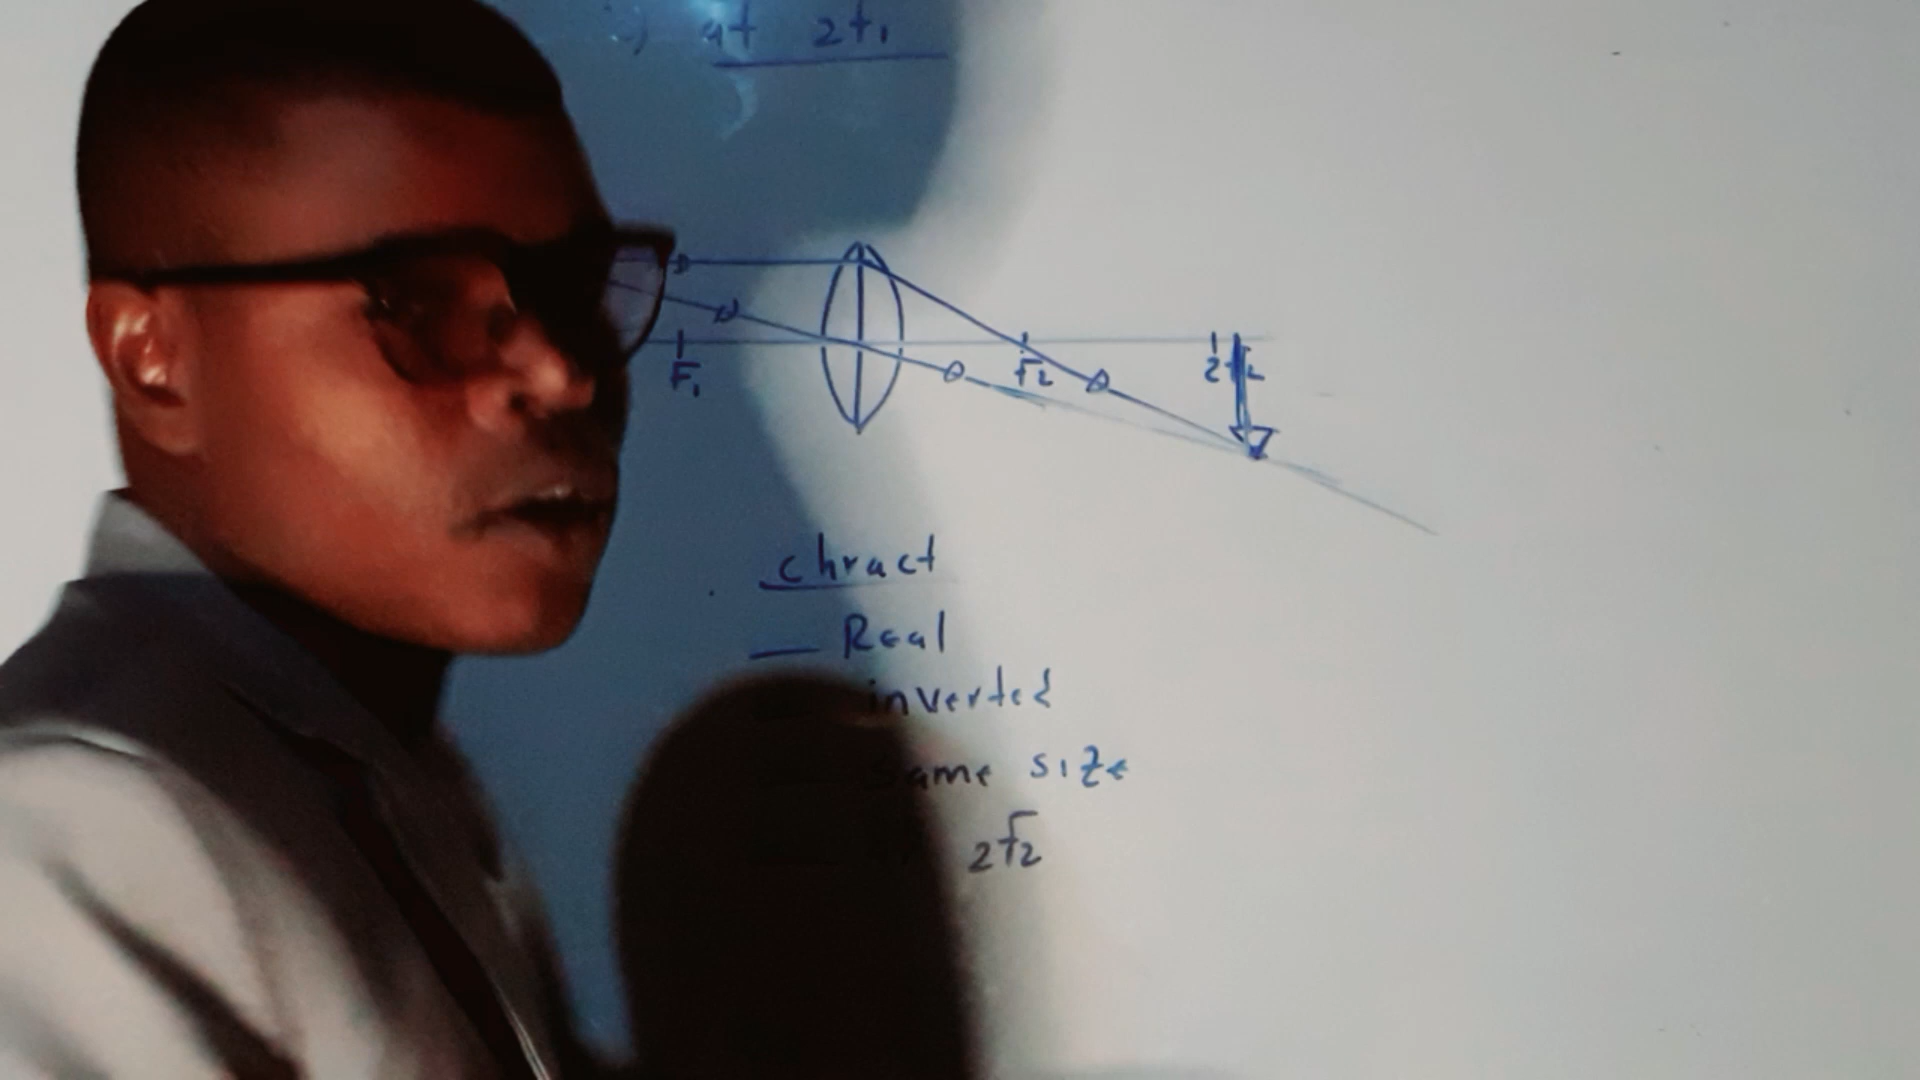 at 2f1
F1
f2
2f2
chract
— Real
inverted
same size
2f2